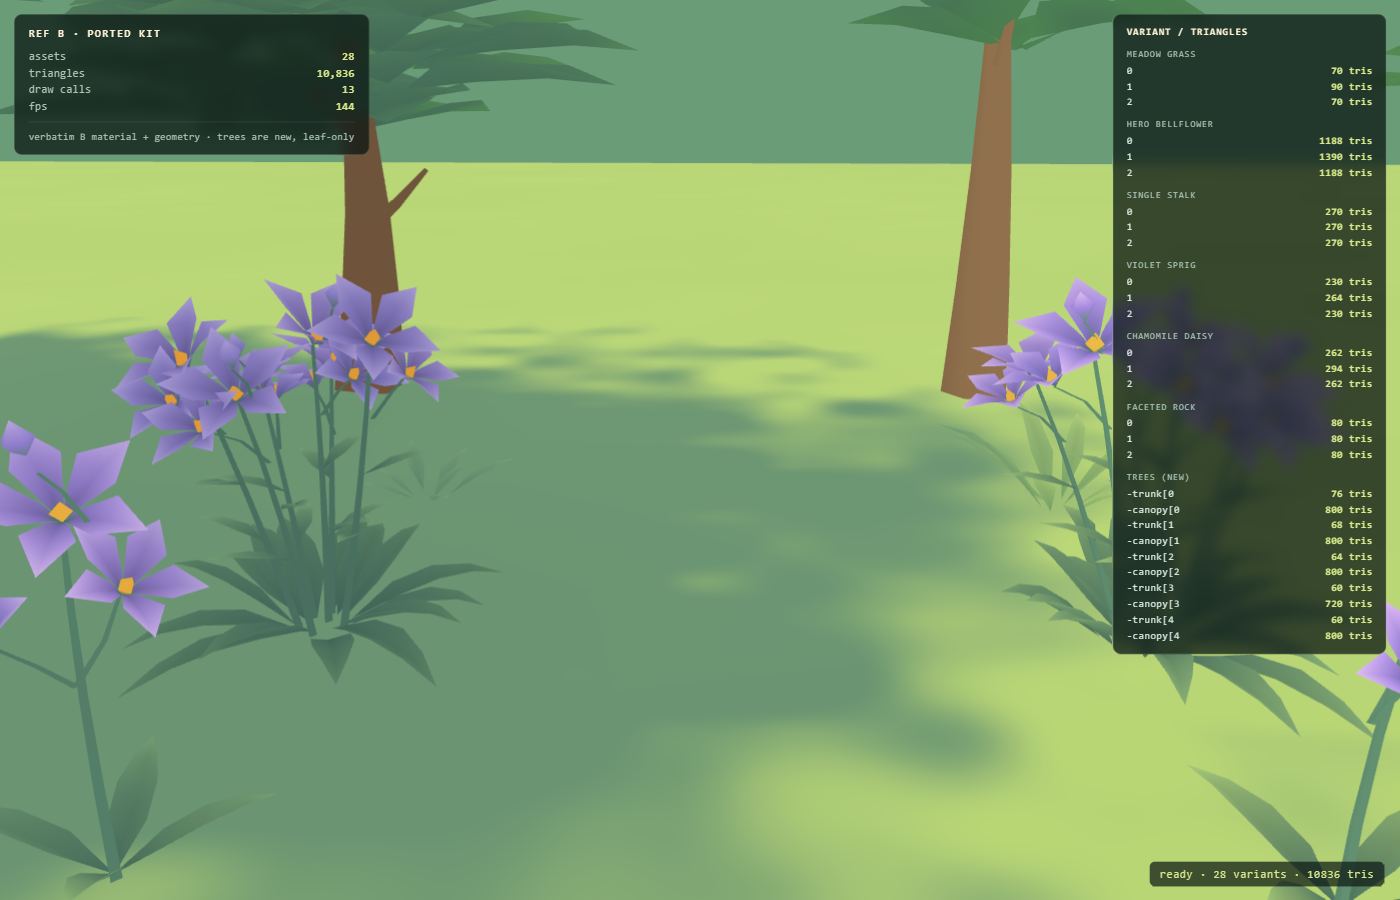 REF B · PORTED KIT
assets 28
triangles 10,836
draw calls 13
fps 144
verbatim B material + geometry · trees are new, leaf-only
VARIANT / TRIANGLES
MEADOW GRASS
0 70 tris
1 90 tris
2 70 tris
HERO BELLFLOWER
0 1188 tris
1 1390 tris
2 1188 tris
SINGLE STALK
0 270 tris
1 270 tris
2 270 tris
VIOLET SPRIG
0 230 tris
1 264 tris
2 230 tris
CHAMOMILE DAISY
0 262 tris
1 294 tris
2 262 tris
FACETED ROCK
0 80 tris
1 80 tris
2 80 tris
TREES (NEW)
-trunk[0 76 tris
-canopy[0 800 tris
-trunk[1 68 tris
-canopy[1 800 tris
-trunk[2 64 tris
-canopy[2 800 tris
-trunk[3 60 tris
-canopy[3 720 tris
-trunk[4 60 tris
-canopy[4 800 tris
ready · 28 variants · 10836 tris